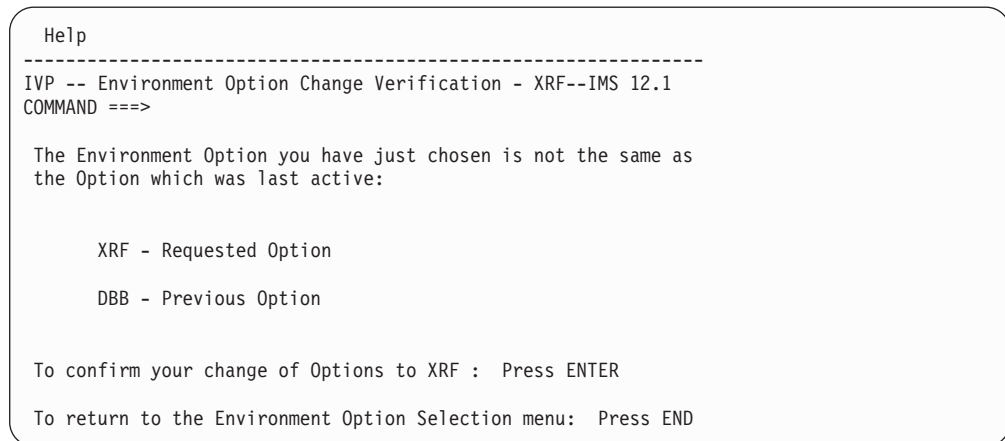 Help
-----------------------------------------------------------------
IVP -- Environment Option Change Verification - XRF--IMS 12.1
COMMAND ===>
The Environment Option you have just chosen is not the same as
the Option which was last active:
XRF - Requested Option
DBB - Previous Option
To confirm your change of Options to XRF : Press ENTER
To return to the Environment Option Selection menu: Press END